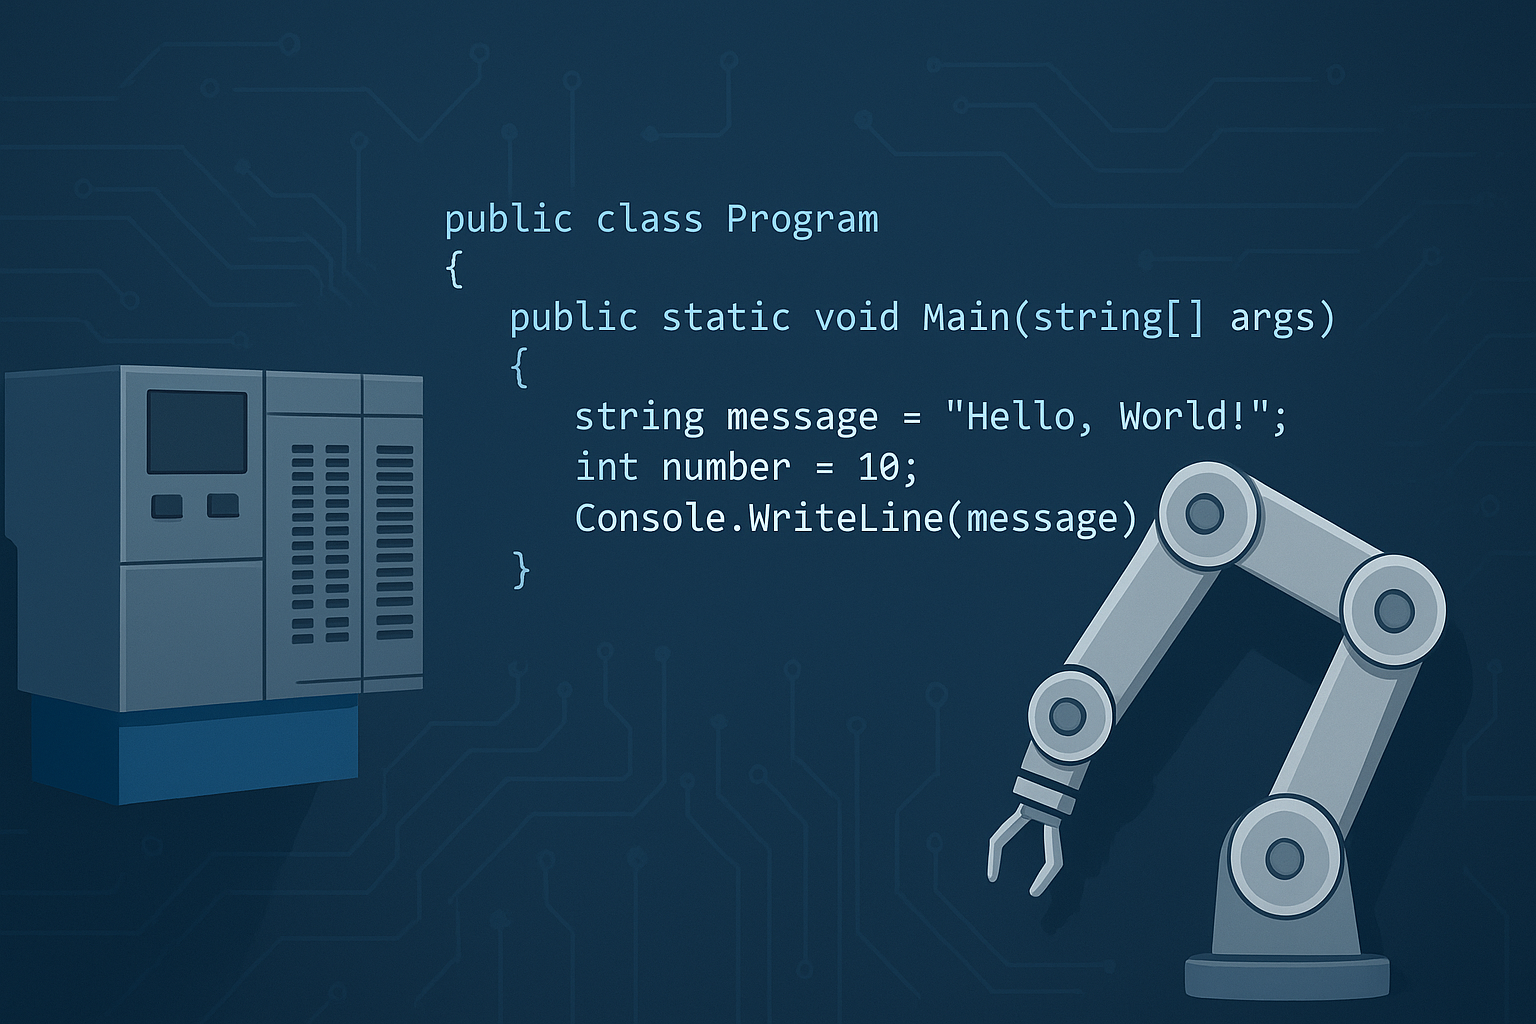 public class Program
{
public static void Main(string[] args)
{
string message = "Hello, World!";
int number = 10;
Console.WriteLine(message)
}